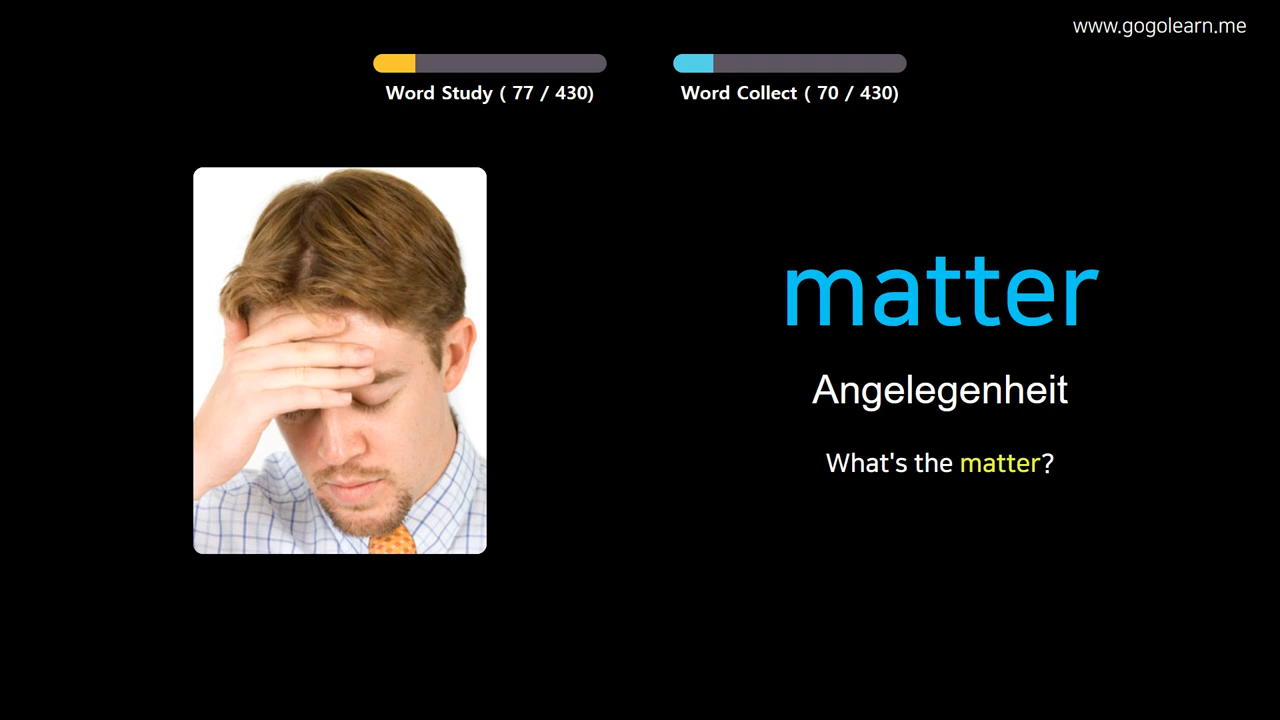 www.gogolearn.me
Word Study ( 77 / 430)
Word Collect ( 70 / 430)
matter
Angelegenheit
What's the matter?